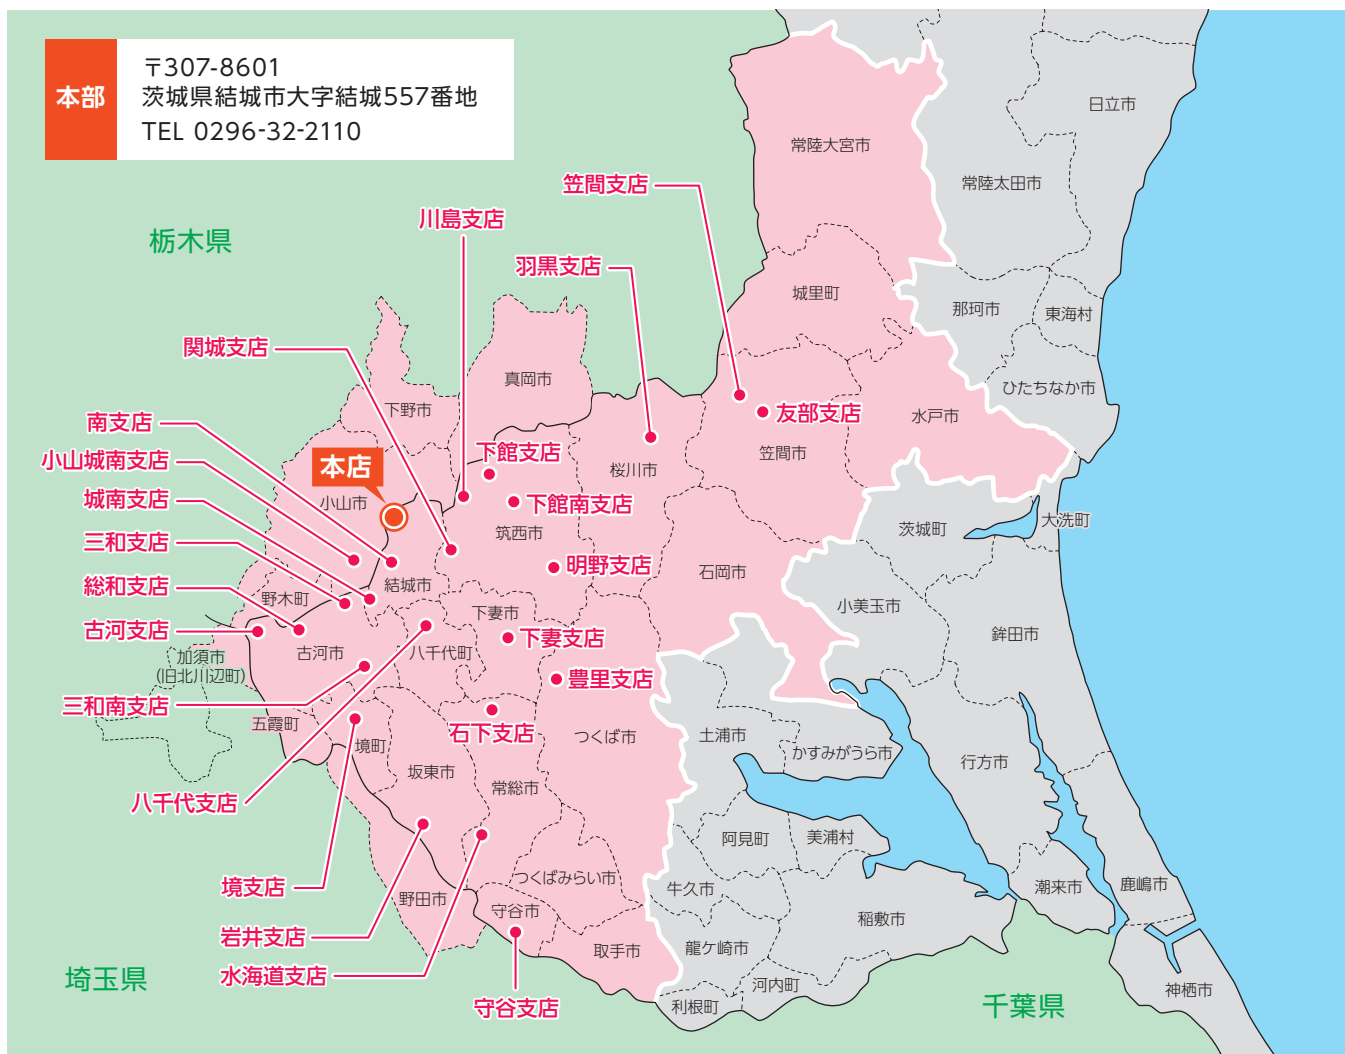 本部
〒307-8601
茨城県結城市大字結城557番地
TEL 0296-32-2110
日立市
常陸大宮市
常陸太田市
笠間支店
川島支店
栃木県
羽黒支店
城里町
那珂市
東海村
関城支店
真岡市
ひたちなか市
下野市
友部支店
水戸市
南支店
下館支店
笠間市
小山城南支店
本店
桜川市
城南支店
小山市
下館南支店
茨城町
大洗町
筑西市
三和支店
明野支店
石岡市
総和支店
結城市
野木町
下妻市
小美玉市
古河支店
下妻支店
鉾田市
加須市
(旧北川辺町)
古河市
八千代町
豊里支店
三和南支店
五霞町
石下支店
つくば市
土浦市
境町
かすみがうら市
行方市
坂東市
常総市
八千代支店
阿見町
美浦村
境支店
つくばみらい市
牛久市
潮来市
鹿嶋市
野田市
守谷市
稲敷市
岩井支店
取手市
龍ケ崎市
埼玉県
水海道支店
河内町
神栖市
守谷支店
利根町
千葉県